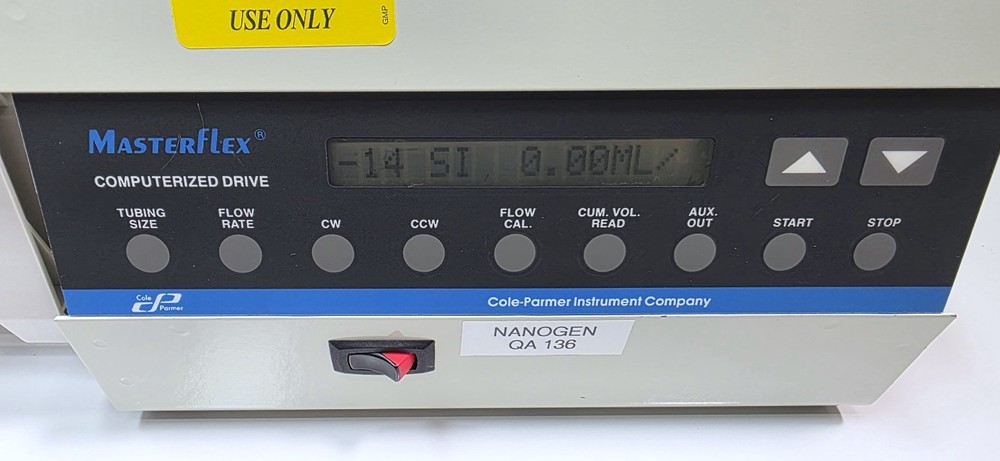 USE ONLY
GMP
MASTERFLEX®
COMPUTERIZED DRIVE
-14 SI 0.00ML/
TUBING
SIZE
FLOW
RATE
CW
CCW
FLOW
CAL.
CUM. VOL.
READ
AUX.
OUT
START
STOP
Cole
Parmer
Cole-Parmer Instrument Company
NANOGEN
QA 136